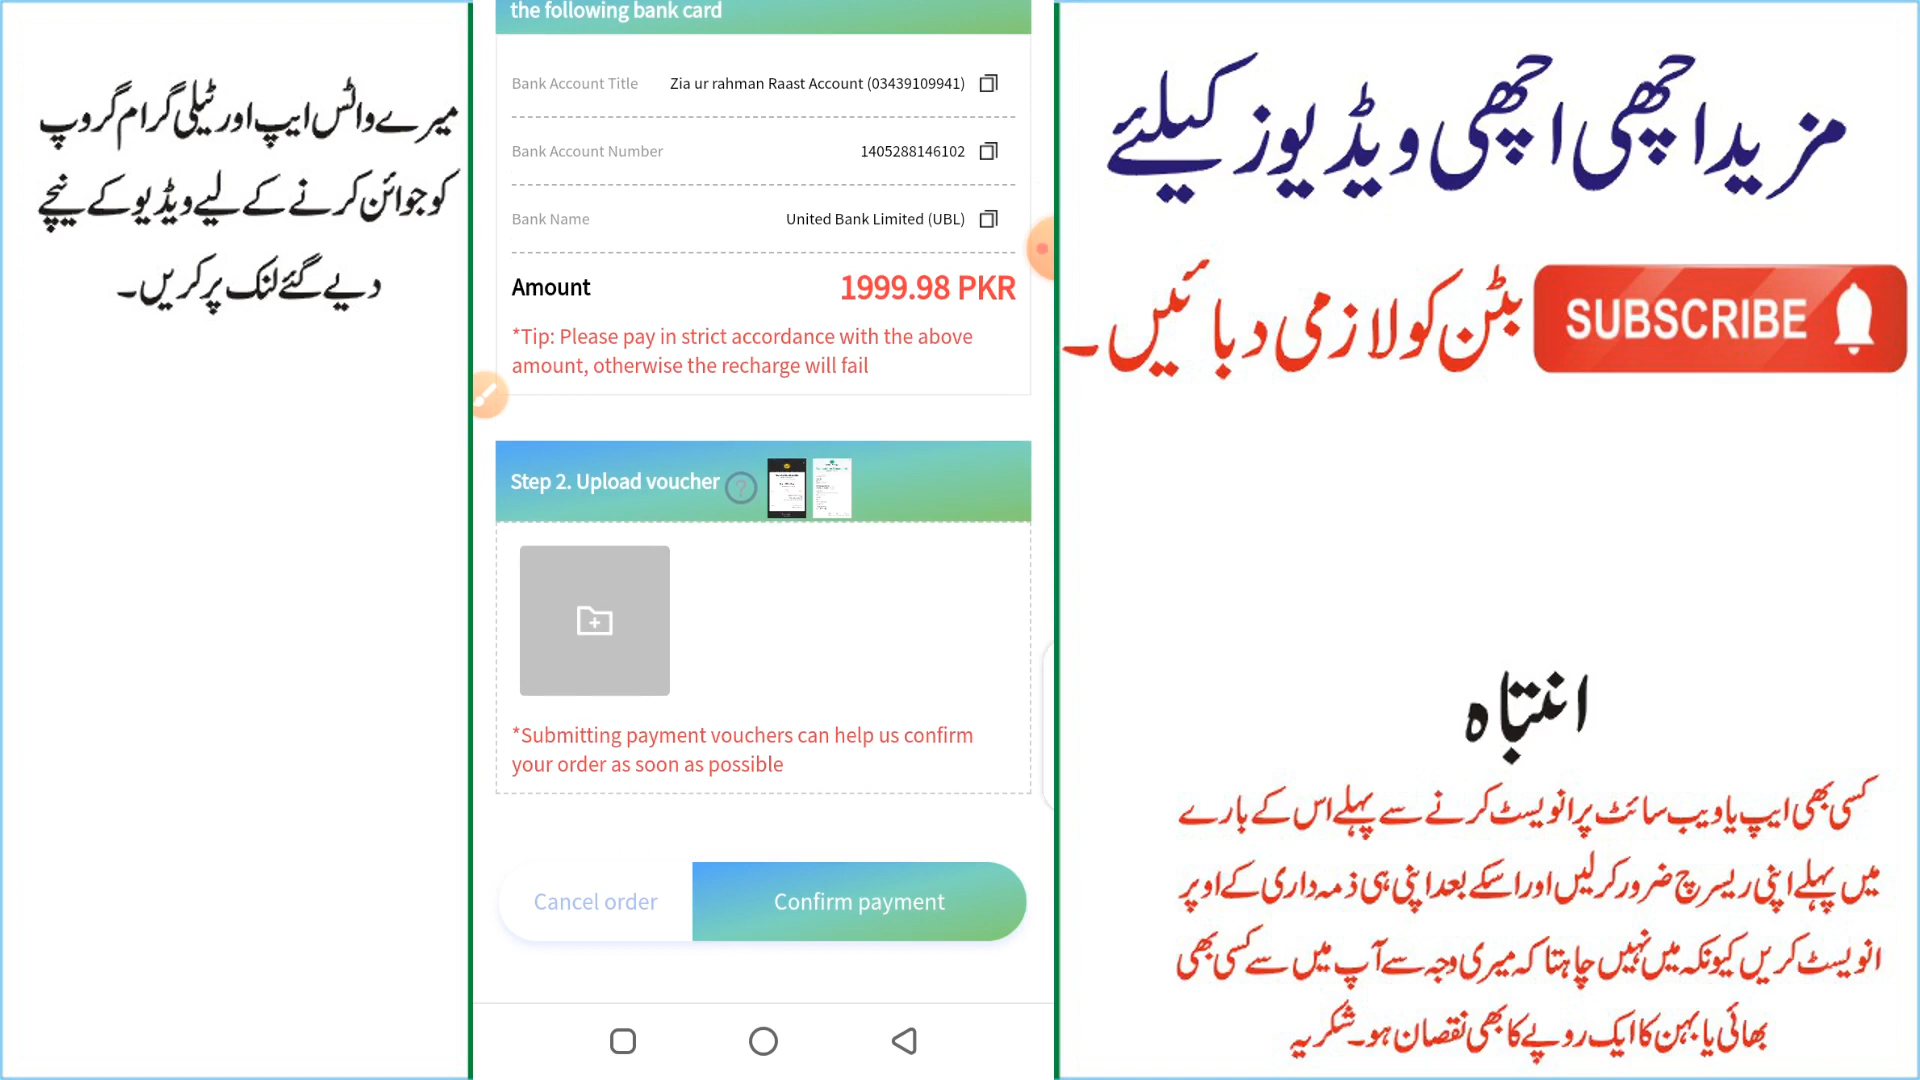 میرے واٹس ایپ اور ٹیلی گرام گروپ
کو جوائن کرنے کے لیے ویڈیو کے نیچے
دیے گئے لنک پر کریں۔
the following bank card
Bank Account Title Zia ur rahman Raast Account (03439109941)
Bank Account Number 1405288146102
Bank Name United Bank Limited (UBL)
Amount 1999.98 PKR
*Tip: Please pay in strict accordance with the above
amount, otherwise the recharge will fail
Step 2. Upload voucher ?
*Submitting payment vouchers can help us confirm
your order as soon as possible
Cancel order Confirm payment
مزید اچھی اچھی ویڈیوز کیلئے
SUBSCRIBE بٹن کو لازمی دبائیں۔
انتباہ
کسی بھی ایپ یا ویب سائٹ پر انویسٹ کرنے سے پہلے اس کے بارے
میں پہلے اپنی ریسرچ ضرور کر لیں اور اسکے بعد اپنی ہی ذمہ داری کے اوپر
انویسٹ کریں کیونکہ میں نہیں چاہتا کہ میری وجہ سے آپ میں سے کسی بھی
بھائی یا بہن کا ایک روپے کا بھی نقصان ہو۔ شکریہ